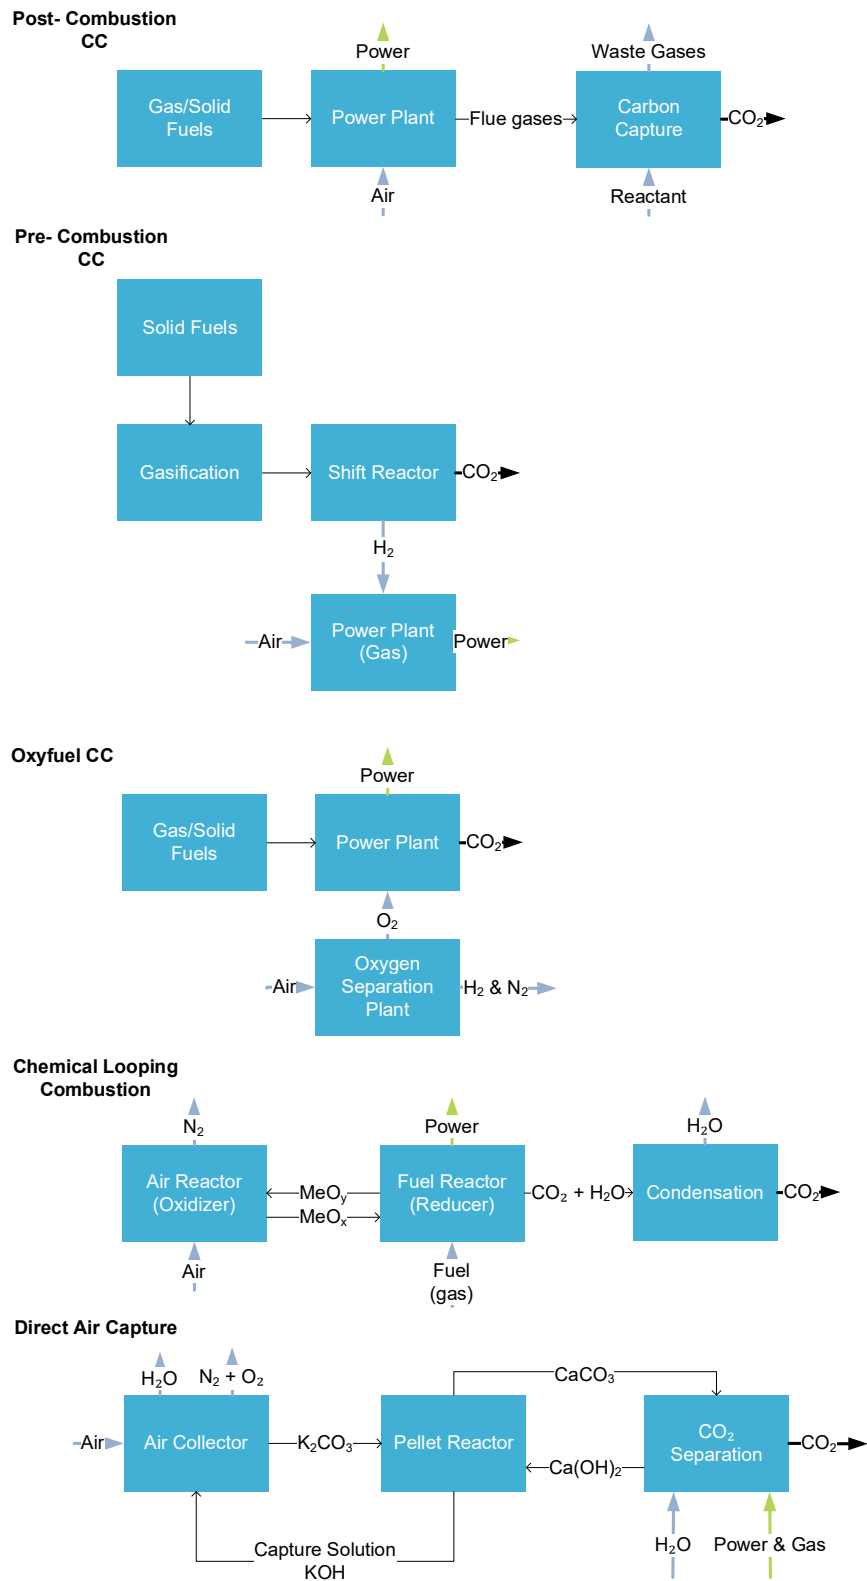 Post- Combustion
CC
Power
Waste Gases
Gas/Solid
Fuels
Power Plant
Flue gases
Carbon
Capture
CO₂
Air
Reactant
Pre- Combustion
CC
Solid Fuels
Gasification
Shift Reactor
CO₂
H₂
Air
Power Plant
(Gas)
Power
Oxyfuel CC
Power
Gas/Solid
Fuels
Power Plant
CO₂
O₂
Air
Oxygen
Separation
Plant
H₂ & N₂
Chemical Looping
Combustion
N₂
Power
H₂O
Air Reactor
(Oxidizer)
MeOy
MeOₓ
Fuel Reactor
(Reducer)
CO₂ + H₂O
Condensation
CO₂
Air
Fuel
(gas)
Direct Air Capture
H₂O
N₂ + O₂
CaCO₃
Air
Air Collector
K₂CO₃
Pellet Reactor
CO₂
Separation
CO₂
Ca(OH)₂
Capture Solution
KOH
H₂O
Power & Gas